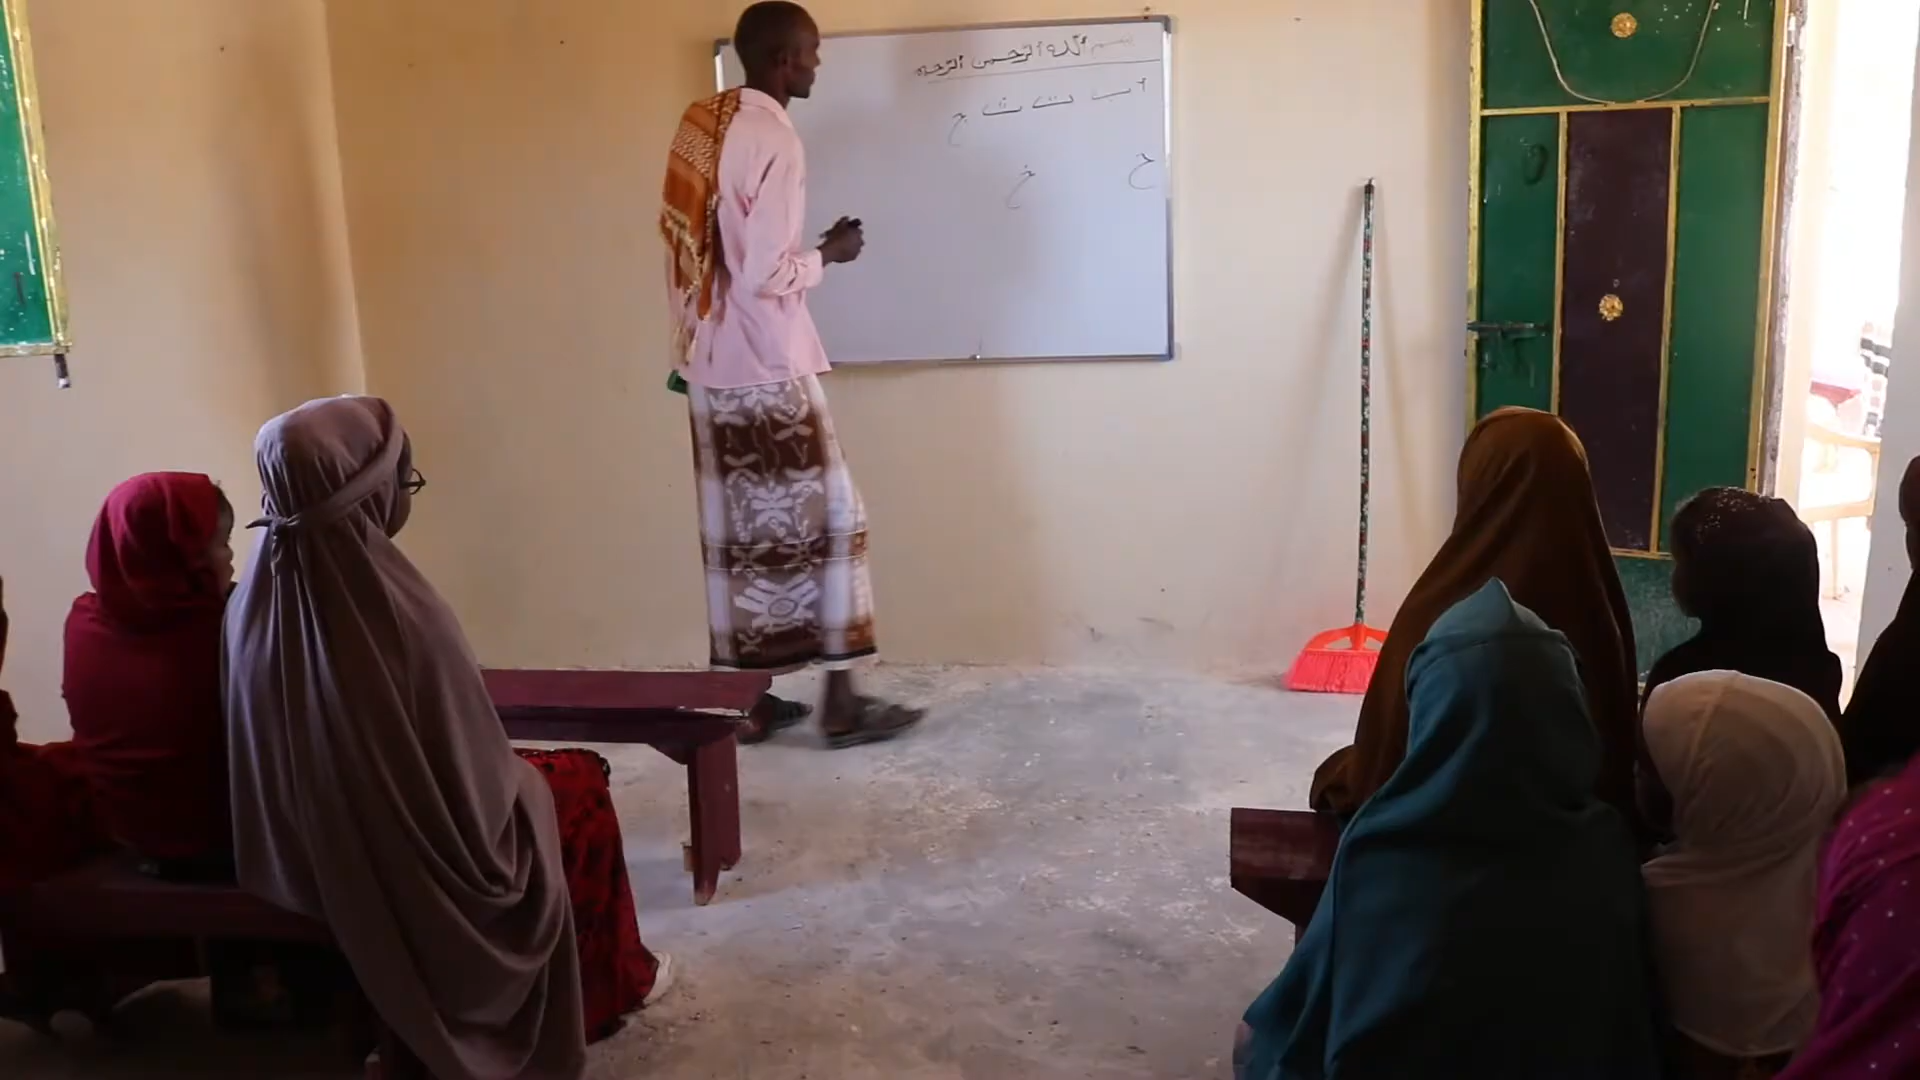 بسم الله الرحمن الرحيم
ا ب ت ث ج
ح خ